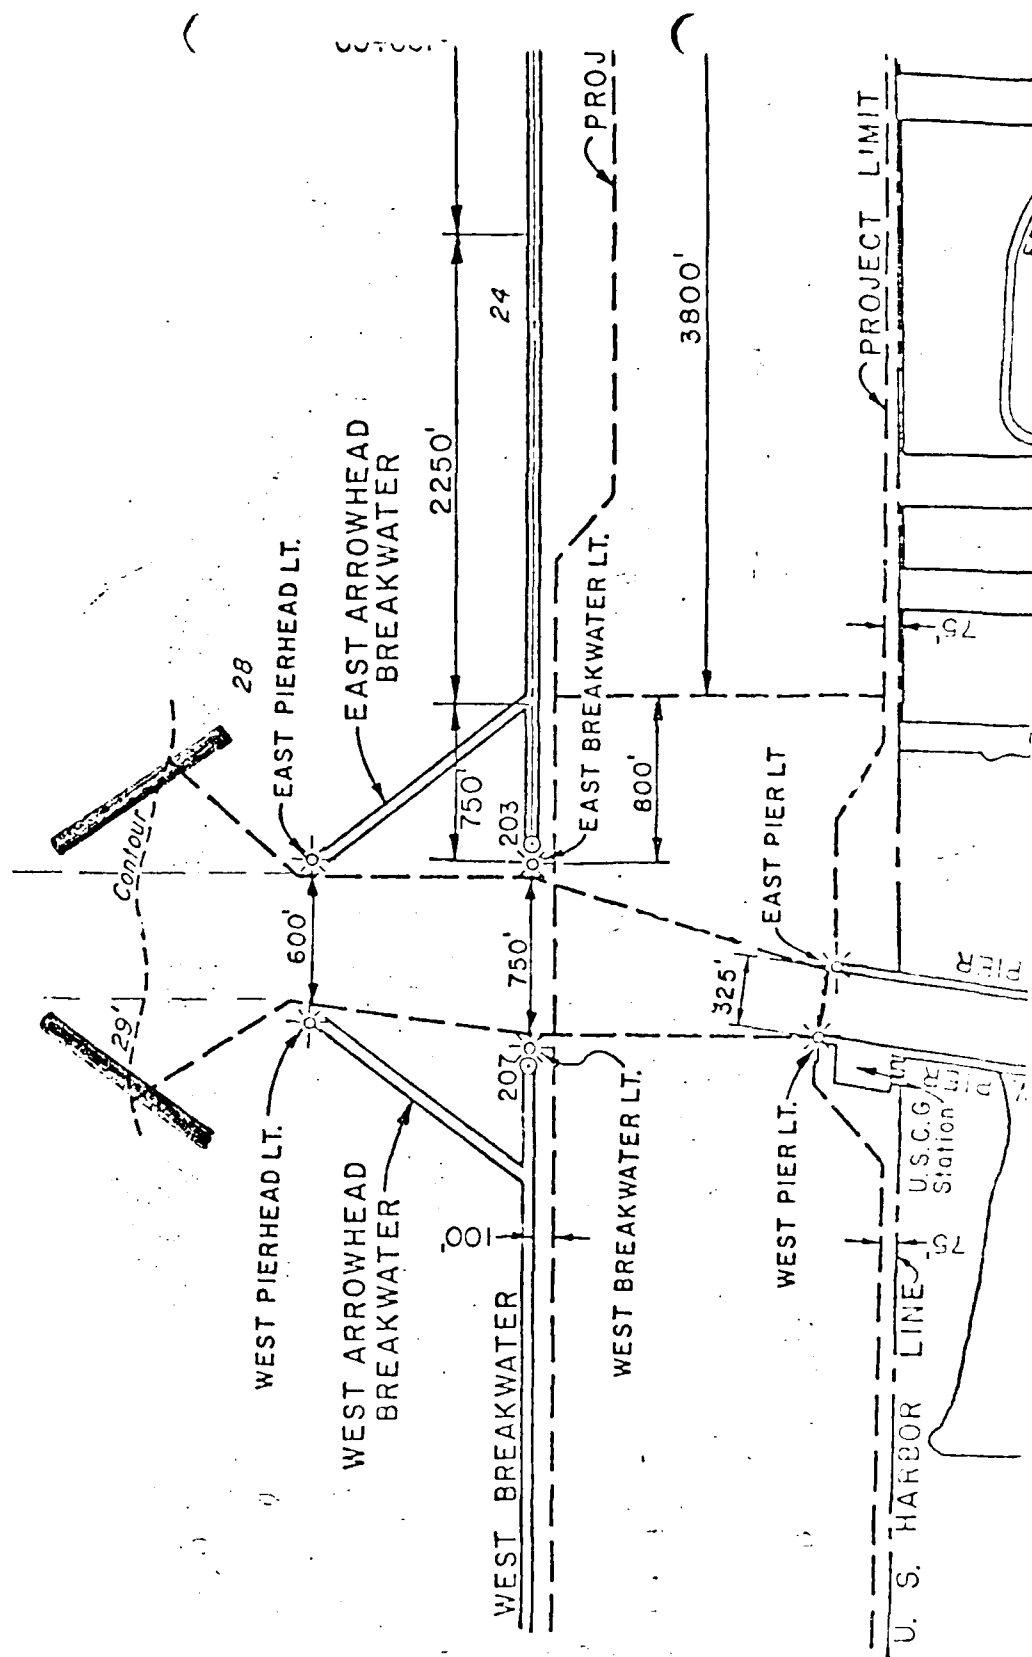 29'
Contour
28
24
WEST PIERHEAD LT.
EAST PIERHEAD LT.
600'
WEST ARROWHEAD
BREAKWATER
EAST ARROWHEAD
BREAKWATER
750'
2250'
WEST BREAKWATER
207
203
750'
100'
WEST BREAKWATER LT.
EAST BREAKWATER LT.
PROJ
800'
3800'
325'
WEST PIER LT.
EAST PIER LT
PROJECT LIMIT
75'
75'
U. S. HARBOR LINE
U.S.C.G.
Station
PIER